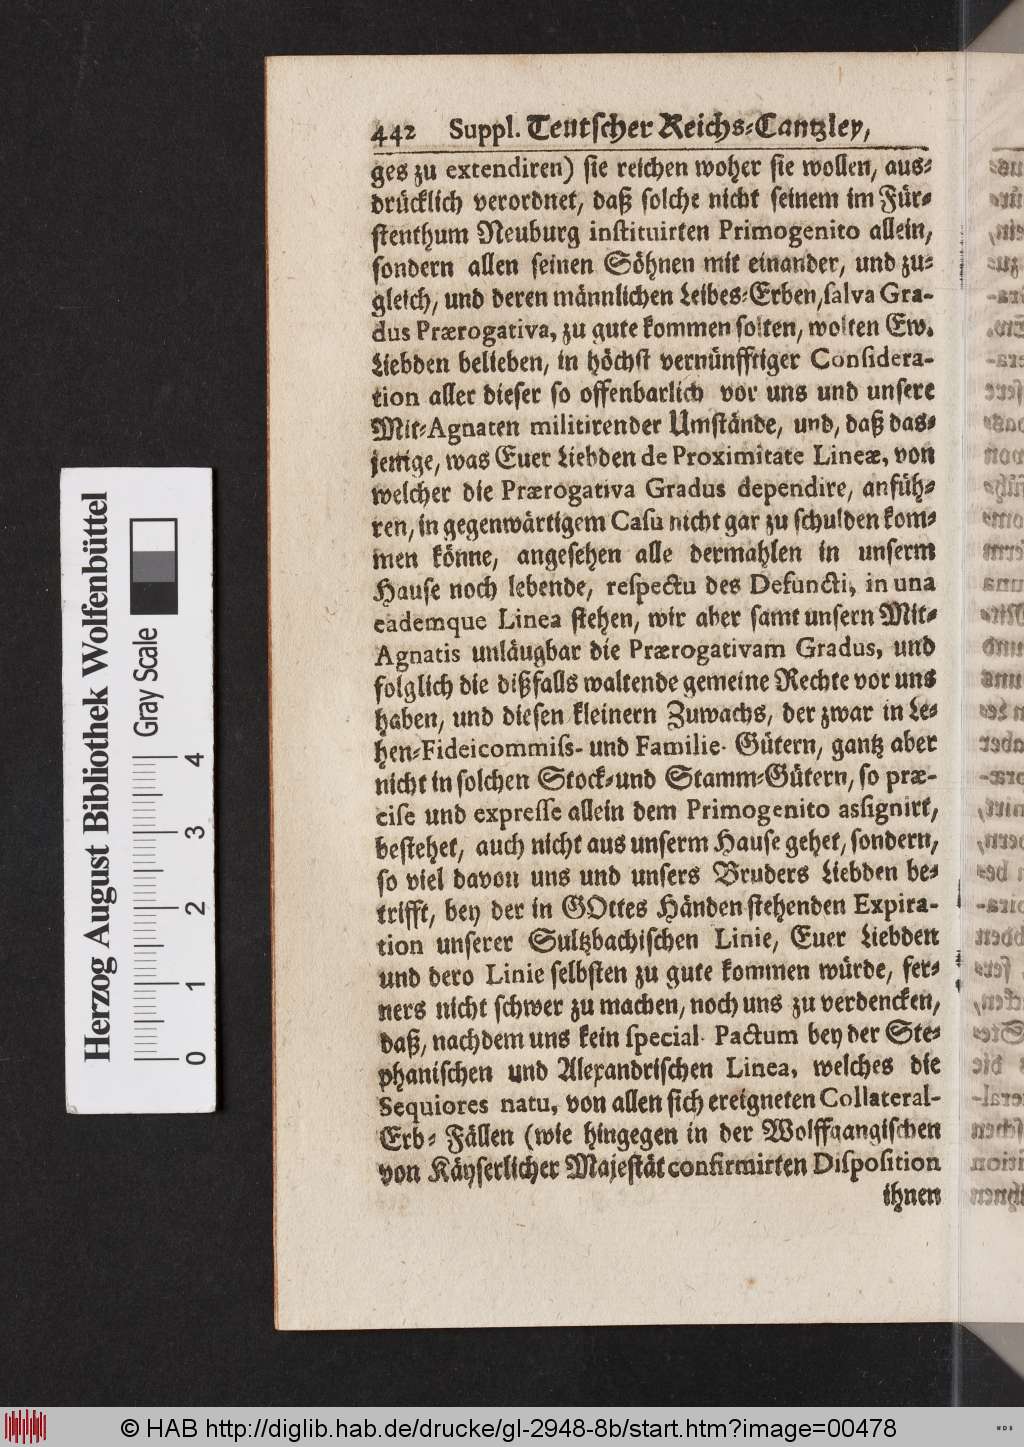 442 Suppl. Teutscher Reichs-Cantzley,
ges zu extendiren) sie reichen woher sie wollen, aus-
drücklich verordnet, daß solche nicht seinem im Für-
stenthum Neuburg instituirten Primogenito allein,
sondern allen seinen Söhnen mit einander, und zu-
gleich, und deren männlichen Leibes-Erben, salva Gra-
dus Prærogativa, zu gute kommen solten, wolten Ew.
Liebden belieben, in höchst vernünfftiger Considera-
tion aller dieser so offenbarlich vor uns und unsere
Mit-Agnaten militirender Umstände, und, daß das-
jenige, was Euer Liebden de Proximitate Lineæ, von
welcher die Prærogativa Gradus dependire, anfüh-
ren, in gegenwärtigem Casu nicht gar zu schulden kom-
men könne, angesehen alle dermahlen in unserm
Hause noch lebende, respectu des Defuncti, in una
eademque Linea stehen, wir aber samt unsern Mit-
Agnatis unläugbar die Prærogativam Gradus, und
folglich die dißfalls waltende gemeine Rechte vor uns
haben, und diesen kleinern Zuwachs, der zwar in Le-
hen-Fideicommiss- und Familie- Gütern, gantz aber
nicht in solchen Stock-und Stamm-Gütern, so præ-
cise und expresse allein dem Primogenito assignirt,
bestehet, auch nicht aus unserm Hause gehet, sondern,
so viel davon uns und unsers Bruders Liebden be-
trifft, bey der in GOttes Händen stehenden Expira-
tion unserer Sultzbachischen Linie, Euer Liebden
und dero Linie selbsten zu gute kommen würde, fer-
ners nicht schwer zu machen, noch uns zu verdencken,
daß, nachdem uns kein special- Pactum bey der Ste-
phanischen und Alexandrischen Linea, welches die
Sequiores natu, von allen sich ereigneten Collateral-
Erb- Fällen (wie hingegen in der Wolffgangischen
von Käyserlicher Majestät confirmirten Disposition
ihnen
Herzog August Bibliothek Wolfenbüttel
Gray Scale
0 1 2 3 4
© HAB http://diglib.hab.de/drucke/gl-2948-8b/start.htm?image=00478